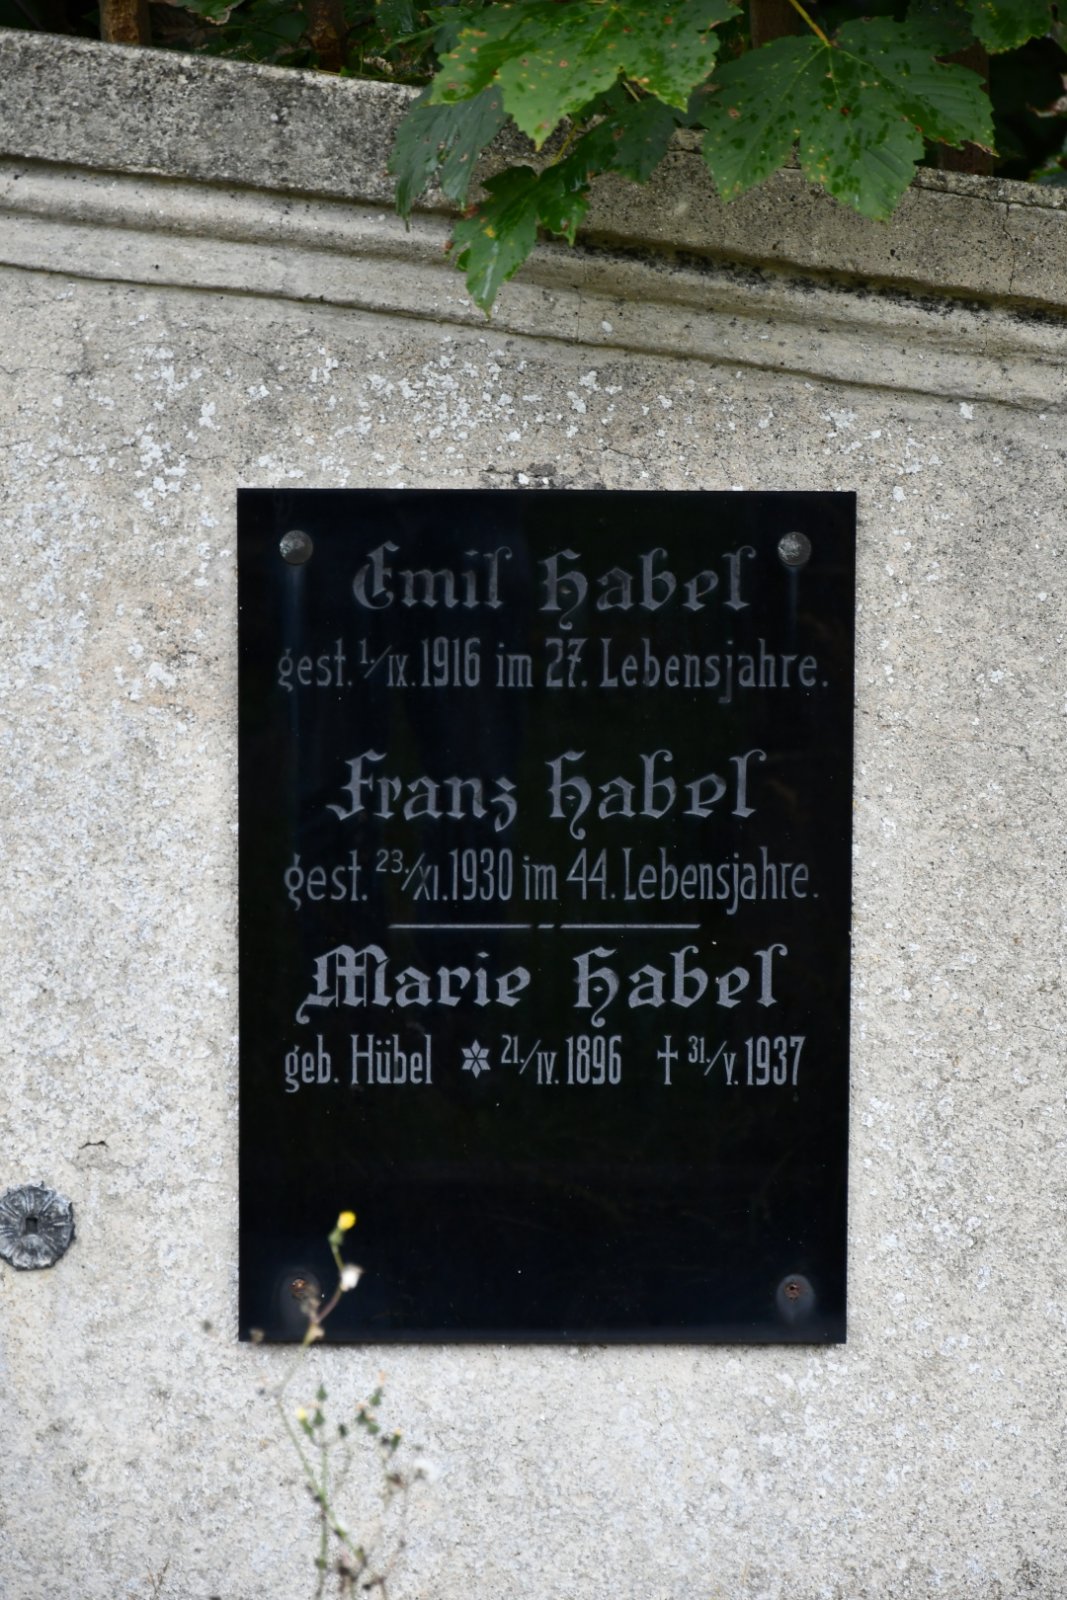 Emil Habel
gest. 1./IX. 1916 im 27. Lebensjahre.
Franz Habel
gest. 23./XI. 1930 im 44. Lebensjahre.
Marie Habel
geb. Hübel ✡ 21./IV. 1896 † 31./V. 1937